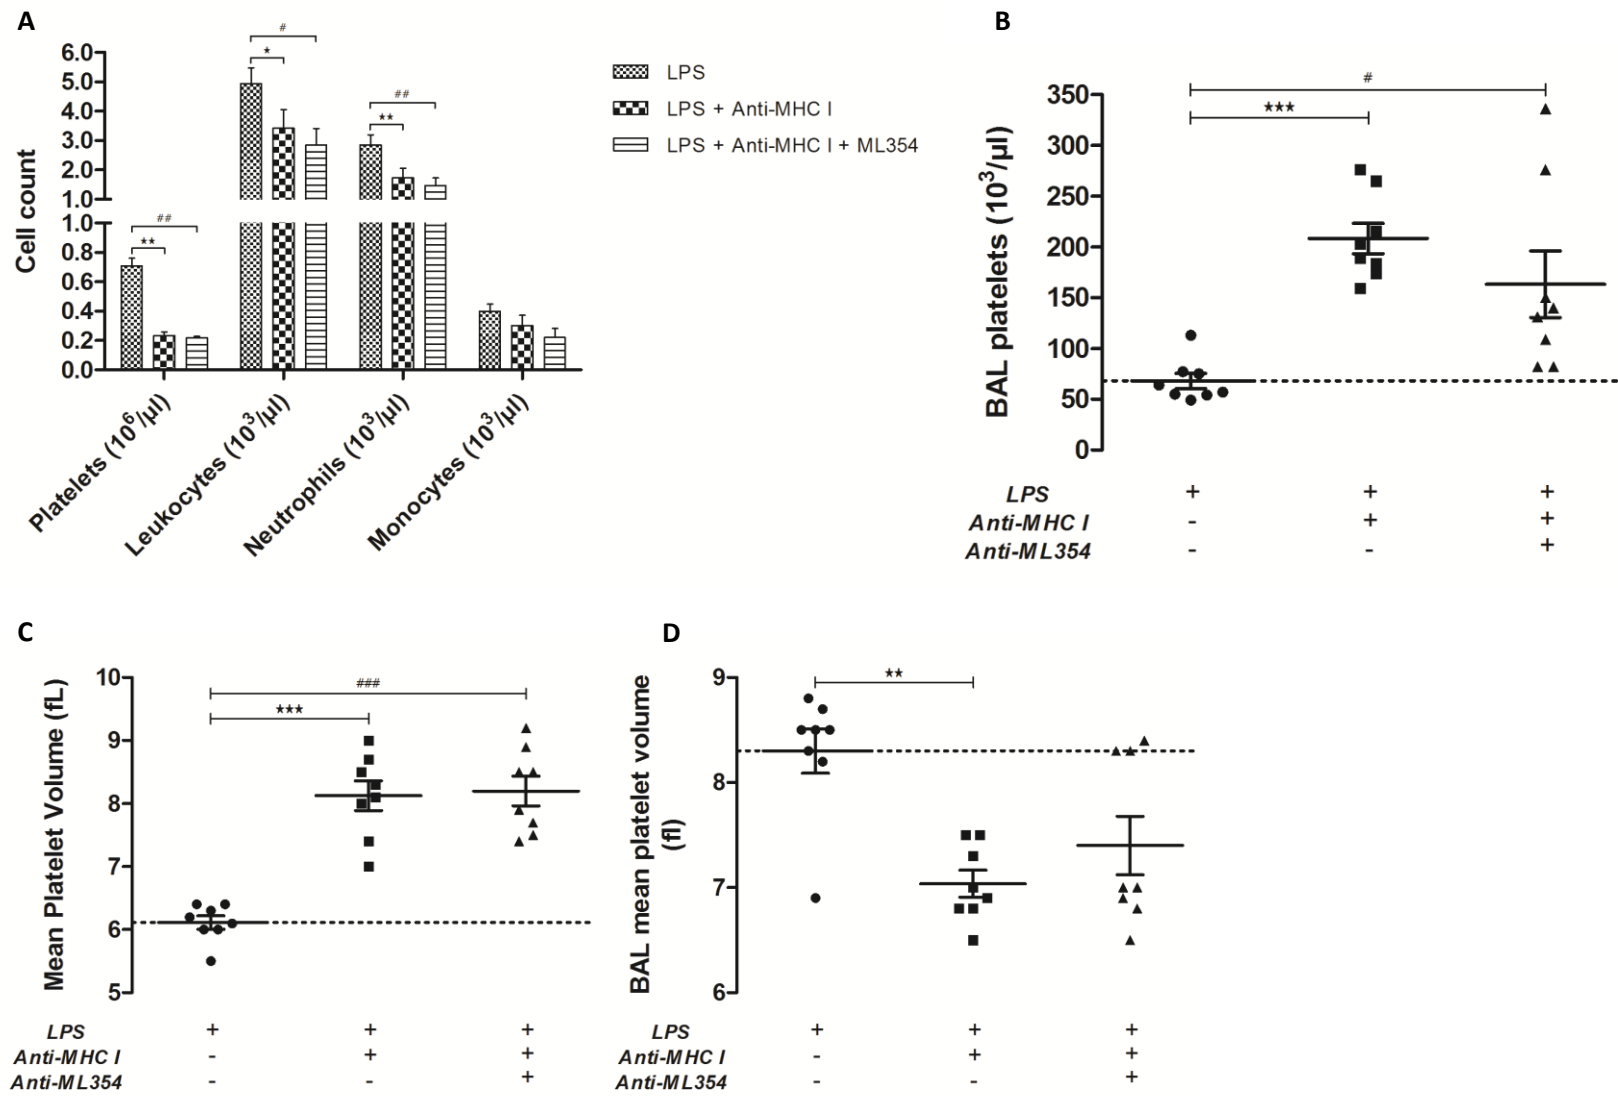 A
#
*
6.0
5.0
4.0
3.0
2.0
1.0
##
**
1.0
0.8
0.6
0.4
0.2
0.0
##
**
Cell count
Platelets (10⁶/µl)
Leukocytes (10³/µl)
Neutrophils (10³/µl)
Monocytes (10³/µl)
LPS
LPS + Anti-MHC I
LPS + Anti-MHC I + ML354
B
#
***
350
300
250
200
150
100
50
0
BAL platelets (10³/µl)
LPS + + +
Anti-MHC I - + +
Anti-ML354 - - +
C
###
***
10
9
8
7
6
5
Mean Platelet Volume (fL)
LPS + + +
Anti-MHC I - + +
Anti-ML354 - - +
D
**
9
8
7
6
BAL mean platelet volume
(fl)
LPS + + +
Anti-MHC I - + +
Anti-ML354 - - +